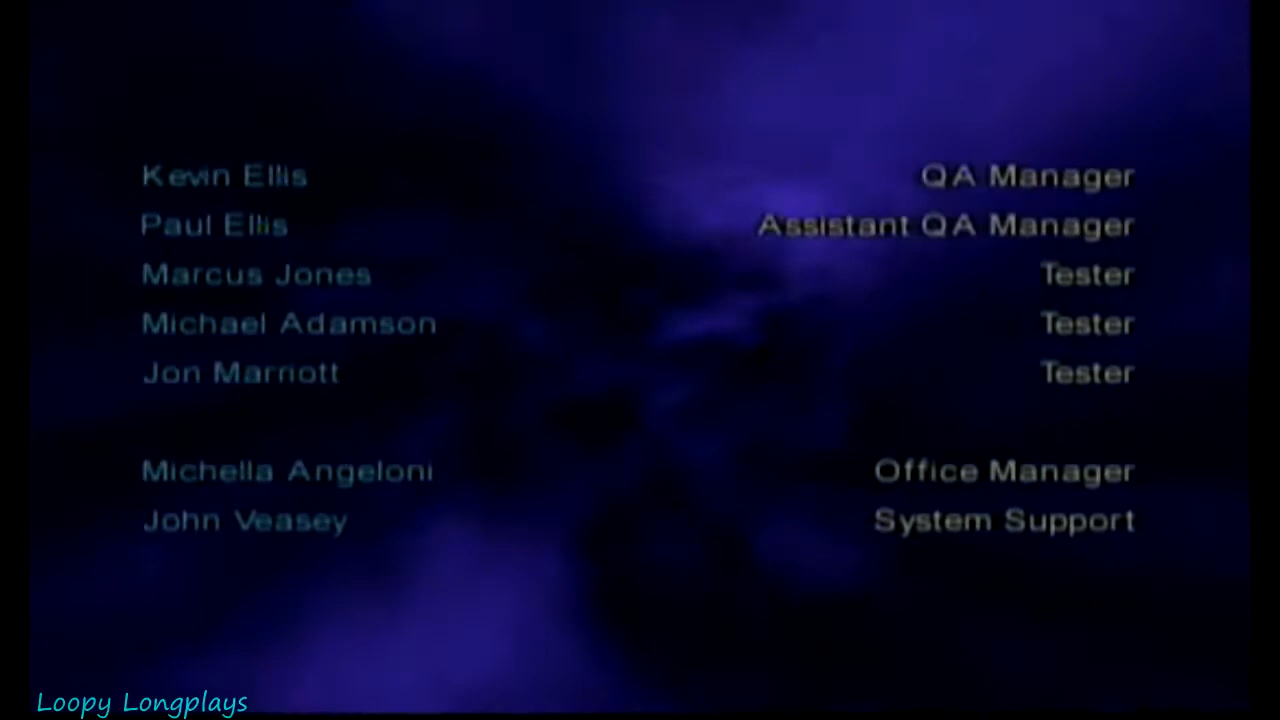 Kevin Ellis QA Manager
Paul Ellis Assistant QA Manager
Marcus Jones Tester
Michael Adamson Tester
Jon Marriott Tester
Michella Angeloni Office Manager
John Veasey System Support
Loopy Longplays